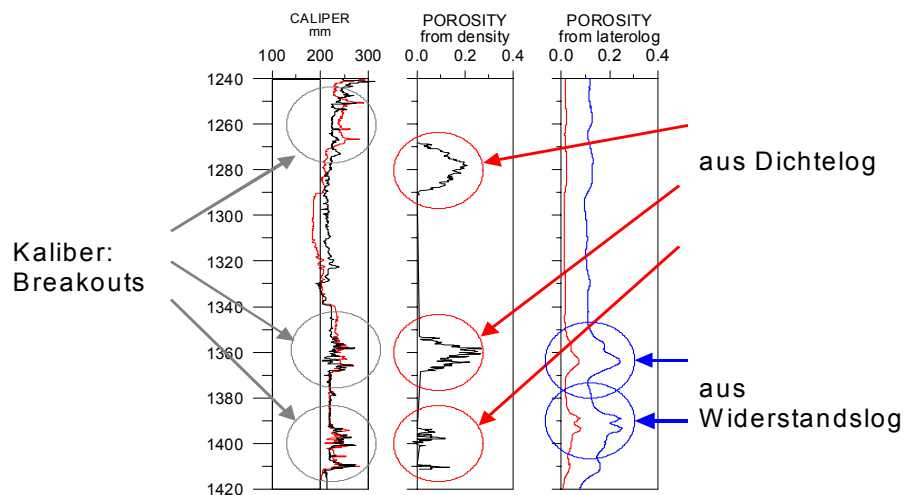 CALIPER
mm
POROSITY
from density
POROSITY
from laterolog
100 200 300
0.0 0.2 0.4
0.0 0.2 0.4
1240
1260
1280
1300
1320
1340
1360
1380
1400
1420
Kaliber:
Breakouts
aus Dichtelog
aus
Widerstandslog